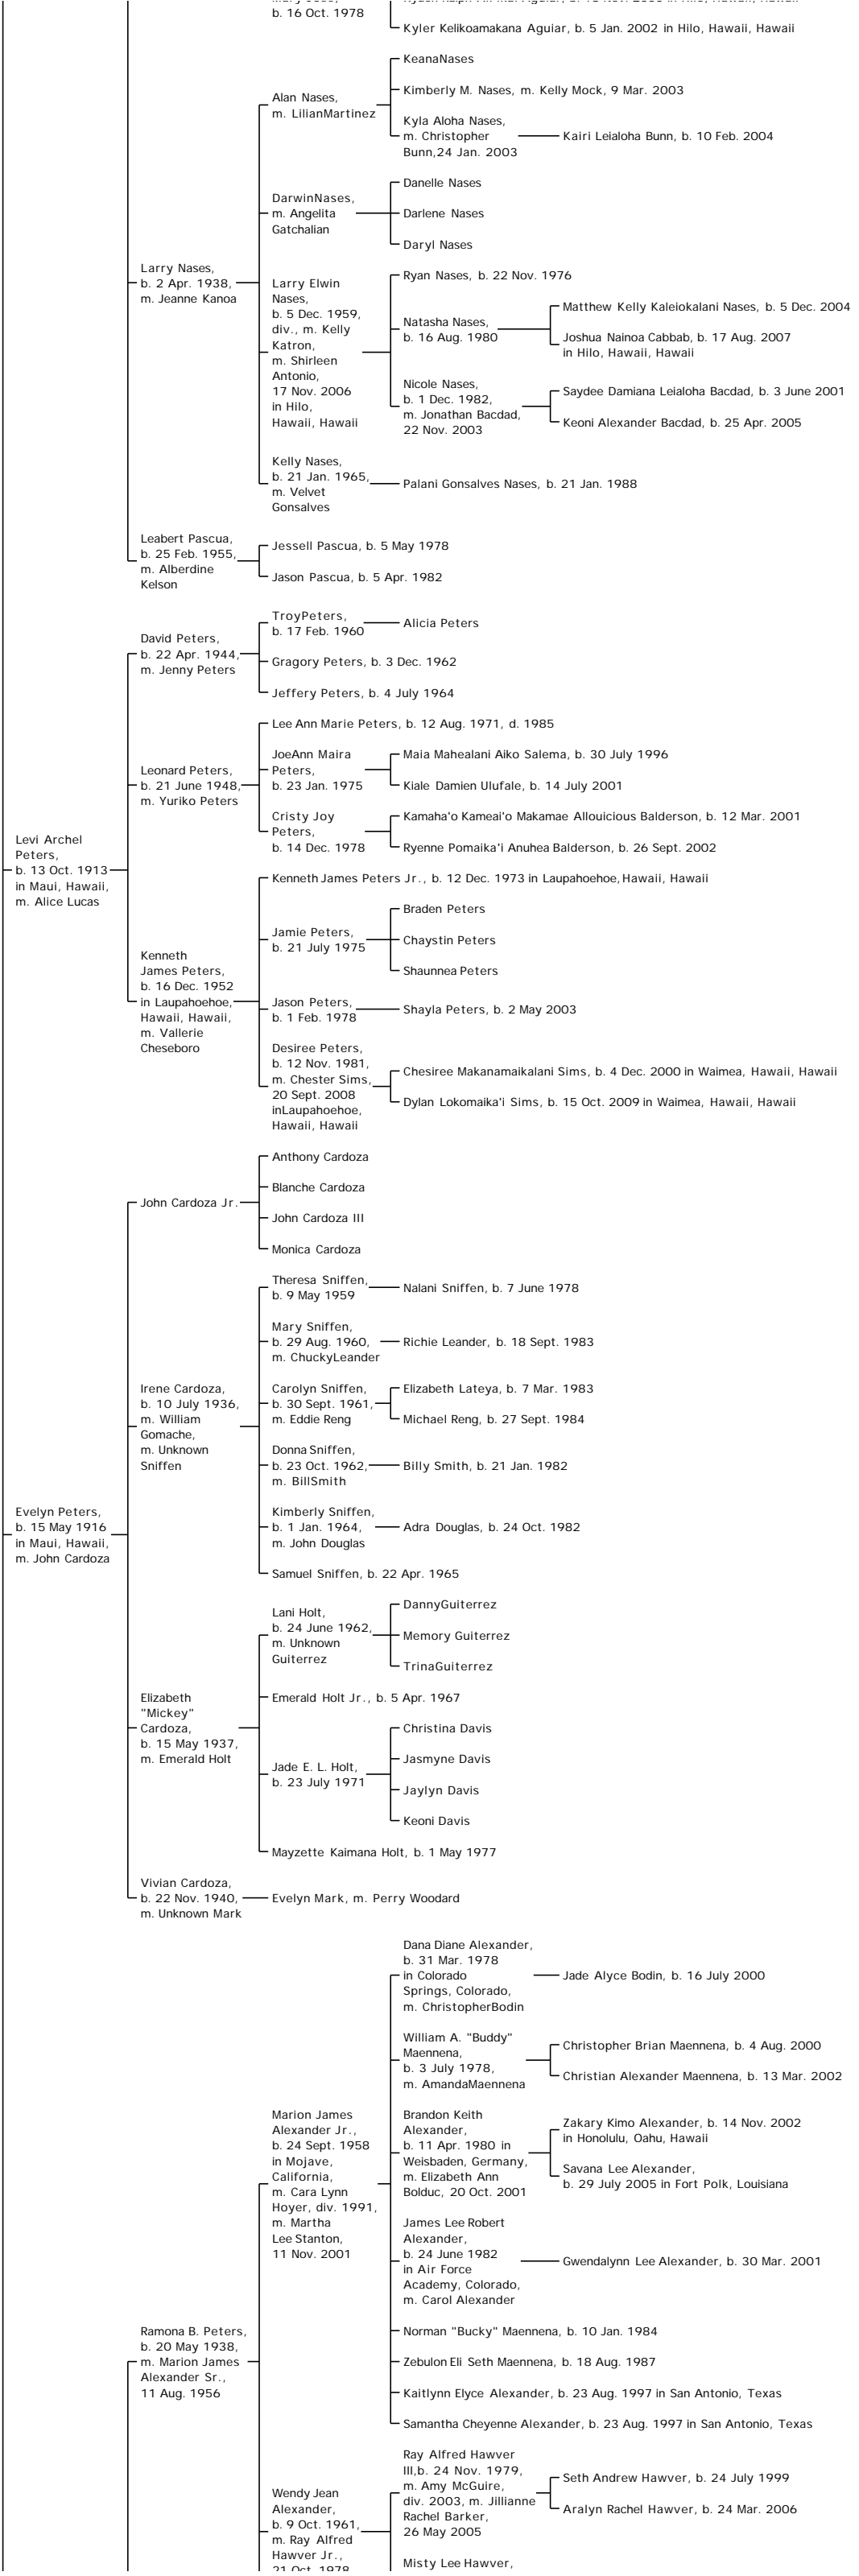 b. 16 Oct. 1978
Kyler Kelikoamakana Aguiar, b. 5 Jan. 2002 in Hilo, Hawaii, Hawaii
KeanaNases
Alan Nases,
m. LilianMartinez
Kimberly M. Nases, m. Kelly Mock, 9 Mar. 2003
Kyla Aloha Nases,
m. Christopher
Bunn,24 Jan. 2003
Kairi Leialoha Bunn, b. 10 Feb. 2004
Danelle Nases
DarwinNases,
m. Angelita
Gatchalian
Darlene Nases
Daryl Nases
Larry Nases,
b. 2 Apr. 1938,
m. Jeanne Kanoa
Larry Elwin
Nases,
b. 5 Dec. 1959,
div., m. Kelly
Katron,
m. Shirleen
Antonio,
17 Nov. 2006
in Hilo,
Hawaii, Hawaii
Ryan Nases, b. 22 Nov. 1976
Natasha Nases,
b. 16 Aug. 1980
Matthew Kelly Kaleiokalani Nases, b. 5 Dec. 2004
Joshua Nainoa Cabbab, b. 17 Aug. 2007
in Hilo, Hawaii, Hawaii
Nicole Nases,
b. 1 Dec. 1982,
m. Jonathan Bacdad,
22 Nov. 2003
Saydee Damiana Leialoha Bacdad, b. 3 June 2001
Keoni Alexander Bacdad, b. 25 Apr. 2005
Kelly Nases,
b. 21 Jan. 1965,
m. Velvet
Gonsalves
Palani Gonsalves Nases, b. 21 Jan. 1988
Leabert Pascua,
b. 25 Feb. 1955,
m. Alberdine
Kelson
Jessell Pascua, b. 5 May 1978
Jason Pascua, b. 5 Apr. 1982
Levi Archel
Peters,
b. 13 Oct. 1913
in Maui, Hawaii,
m. Alice Lucas
David Peters,
b. 22 Apr. 1944,
m. Jenny Peters
TroyPeters,
b. 17 Feb. 1960
Alicia Peters
Gragory Peters, b. 3 Dec. 1962
Jeffery Peters, b. 4 July 1964
Leonard Peters,
b. 21 June 1948,
m. Yuriko Peters
Lee Ann Marie Peters, b. 12 Aug. 1971, d. 1985
JoeAnn Maira
Peters,
b. 23 Jan. 1975
Maia Mahealani Aiko Salema, b. 30 July 1996
Kiale Damien Ulufale, b. 14 July 2001
Cristy Joy
Peters,
b. 14 Dec. 1978
Kamaha'o Kameai'o Makamae Allouicious Balderson, b. 12 Mar. 2001
Ryenne Pomaika'i Anuhea Balderson, b. 26 Sept. 2002
Kenneth
James Peters,
b. 16 Dec. 1952
in Laupahoehoe,
Hawaii, Hawaii,
m. Vallerie
Cheseboro
Kenneth James Peters Jr., b. 12 Dec. 1973 in Laupahoehoe, Hawaii, Hawaii
Jamie Peters,
b. 21 July 1975
Braden Peters
Chaystin Peters
Shaunnea Peters
Jason Peters,
b. 1 Feb. 1978
Shayla Peters, b. 2 May 2003
Desiree Peters,
b. 12 Nov. 1981,
m. Chester Sims,
20 Sept. 2008
inLaupahoehoe,
Hawaii, Hawaii
Chesiree Makanamaikalani Sims, b. 4 Dec. 2000 in Waimea, Hawaii, Hawaii
Dylan Lokomaika'i Sims, b. 15 Oct. 2009 in Waimea, Hawaii, Hawaii
Evelyn Peters,
b. 15 May 1916
in Maui, Hawaii,
m. John Cardoza
John Cardoza Jr.
Anthony Cardoza
Blanche Cardoza
John Cardoza III
Monica Cardoza
Irene Cardoza,
b. 10 July 1936,
m. William
Gomache,
m. Unknown
Sniffen
Theresa Sniffen,
b. 9 May 1959
Nalani Sniffen, b. 7 June 1978
Mary Sniffen,
b. 29 Aug. 1960,
m. ChuckyLeander
Richie Leander, b. 18 Sept. 1983
Carolyn Sniffen,
b. 30 Sept. 1961,
m. Eddie Reng
Elizabeth Lateya, b. 7 Mar. 1983
Michael Reng, b. 27 Sept. 1984
Donna Sniffen,
b. 23 Oct. 1962,
m. BillSmith
Billy Smith, b. 21 Jan. 1982
Kimberly Sniffen,
b. 1 Jan. 1964,
m. John Douglas
Adra Douglas, b. 24 Oct. 1982
Samuel Sniffen, b. 22 Apr. 1965
Elizabeth
"Mickey"
Cardoza,
b. 15 May 1937,
m. Emerald Holt
Lani Holt,
b. 24 June 1962,
m. Unknown
Guiterrez
DannyGuiterrez
Memory Guiterrez
TrinaGuiterrez
Emerald Holt Jr., b. 5 Apr. 1967
Jade E. L. Holt,
b. 23 July 1971
Christina Davis
Jasmyne Davis
Jaylyn Davis
Keoni Davis
Mayzette Kaimana Holt, b. 1 May 1977
Vivian Cardoza,
b. 22 Nov. 1940,
m. Unknown Mark
Evelyn Mark, m. Perry Woodard
Ramona B. Peters,
b. 20 May 1938,
m. Marion James
Alexander Sr.,
11 Aug. 1956
Marion James
Alexander Jr.,
b. 24 Sept. 1958
in Mojave,
California,
m. Cara Lynn
Hoyer, div. 1991,
m. Martha
Lee Stanton,
11 Nov. 2001
Dana Diane Alexander,
b. 31 Mar. 1978
in Colorado
Springs, Colorado,
m. ChristopherBodin
Jade Alyce Bodin, b. 16 July 2000
William A. "Buddy"
Maennena,
b. 3 July 1978,
m. AmandaMaennena
Christopher Brian Maennena, b. 4 Aug. 2000
Christian Alexander Maennena, b. 13 Mar. 2002
Brandon Keith
Alexander,
b. 11 Apr. 1980 in
Weisbaden, Germany,
m. Elizabeth Ann
Bolduc, 20 Oct. 2001
Zakary Kimo Alexander, b. 14 Nov. 2002
in Honolulu, Oahu, Hawaii
Savana Lee Alexander,
b. 29 July 2005 in Fort Polk, Louisiana
James Lee Robert
Alexander,
b. 24 June 1982
in Air Force
Academy, Colorado,
m. Carol Alexander
Gwendalynn Lee Alexander, b. 30 Mar. 2001
Norman "Bucky" Maennena, b. 10 Jan. 1984
Zebulon Eli Seth Maennena, b. 18 Aug. 1987
Kaitlynn Elyce Alexander, b. 23 Aug. 1997 in San Antonio, Texas
Samantha Cheyenne Alexander, b. 23 Aug. 1997 in San Antonio, Texas
Wendy Jean
Alexander,
b. 9 Oct. 1961,
m. Ray Alfred
Hawver Jr.,
21 Oct. 1978
Ray Alfred Hawver
III,b. 24 Nov. 1979,
m. Amy McGuire,
div. 2003, m. Jillianne
Rachel Barker,
26 May 2005
Seth Andrew Hawver, b. 24 July 1999
Aralyn Rachel Hawver, b. 24 Mar. 2006
Misty Lee Hawver,